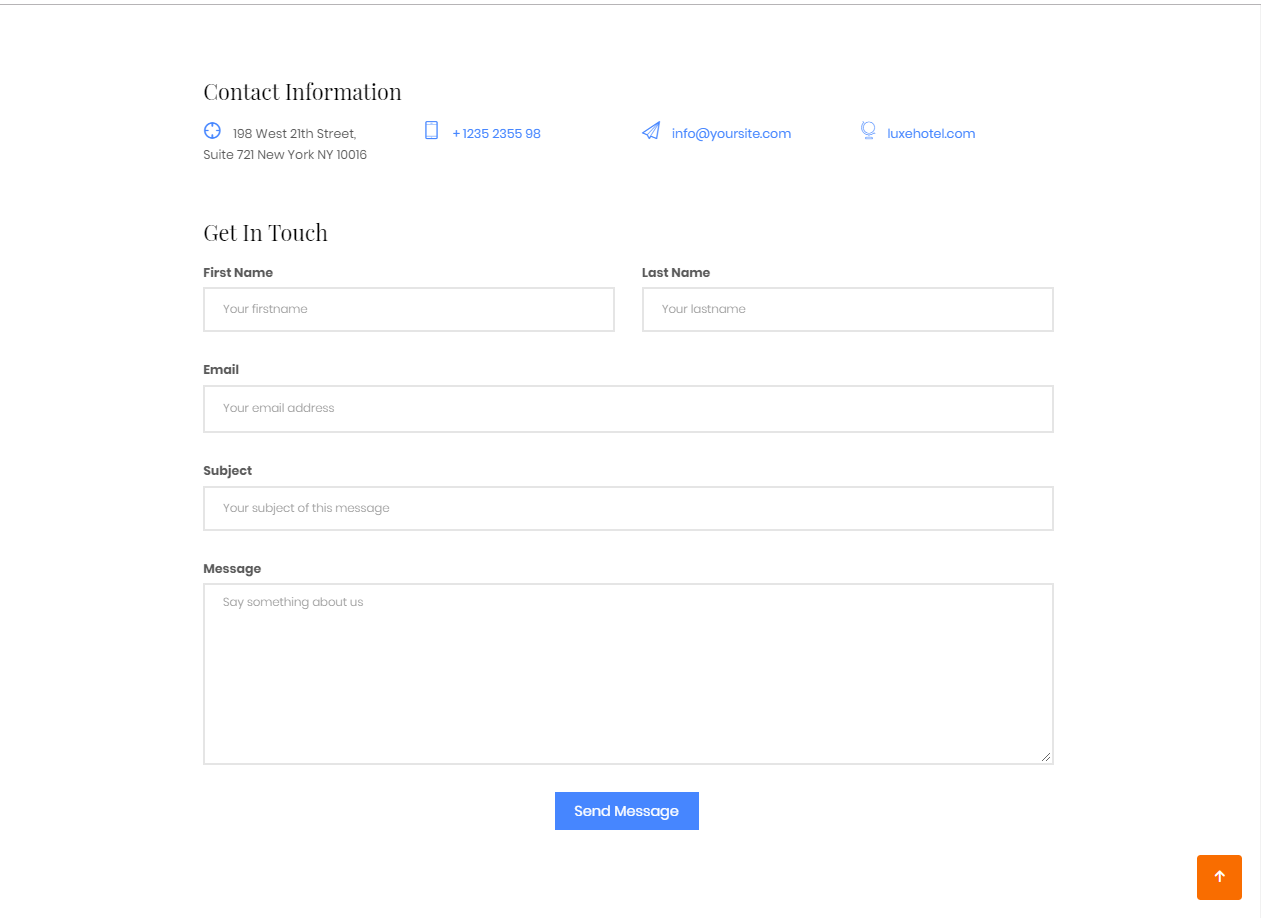 Contact Information
198 West 21th Street, + 1235 2355 98 info@yoursite.com luxehotel.com
Suite 721 New York NY 10016
Get In Touch
First Name Last Name
Your firstname Your lastname
Email
Your email address
Subject
Your subject of this message
Message
Say something about us
Send Message